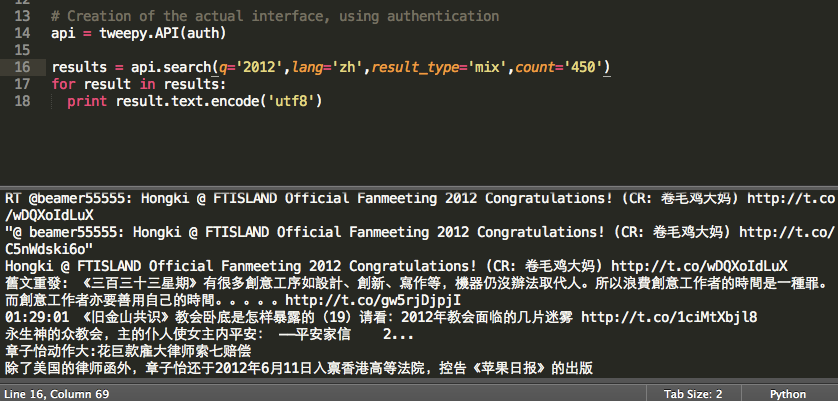 12
13 # Creation of the actual interface, using authentication
14 api = tweepy.API(auth)
15
16 results = api.search(q='2012',lang='zh',result_type='mix',count='450')
17 for result in results:
18 print result.text.encode('utf8')
RT @beamer55555: Hongki @ FTISLAND Official Fanmeeting 2012 Congratulations! (CR: 卷毛鸡大妈) http://t.co
/wDQXoIdLuX
"@ beamer55555: Hongki @ FTISLAND Official Fanmeeting 2012 Congratulations! (CR: 卷毛鸡大妈) http://t.co/
C5nWdski6o"
Hongki @ FTISLAND Official Fanmeeting 2012 Congratulations! (CR: 卷毛鸡大妈) http://t.co/wDQXoIdLuX
舊文重發: 《三百三十三星期》有很多創意工序如設計、創新、寫作等，機器仍沒辦法取代人。所以浪費創意工作者的時間是一種罪。
而創意工作者亦要善用自己的時間。。。。。http://t.co/gw5rjDjpjI
01:29:01 《旧金山共识》教会卧底是怎样暴露的（19）请看: 2012年教会面临的几片迷雾 http://t.co/1ciMtXbjl8
永生神的众教会，主的仆人使女主内平安: ——平安家信 2...
章子怡动作大:花巨款雇大律师索七赔偿
除了美国的律师函外，章子怡还于2012年6月11日入禀香港高等法院，控告《苹果日报》的出版
Line 16, Column 69
Tab Size: 2
Python